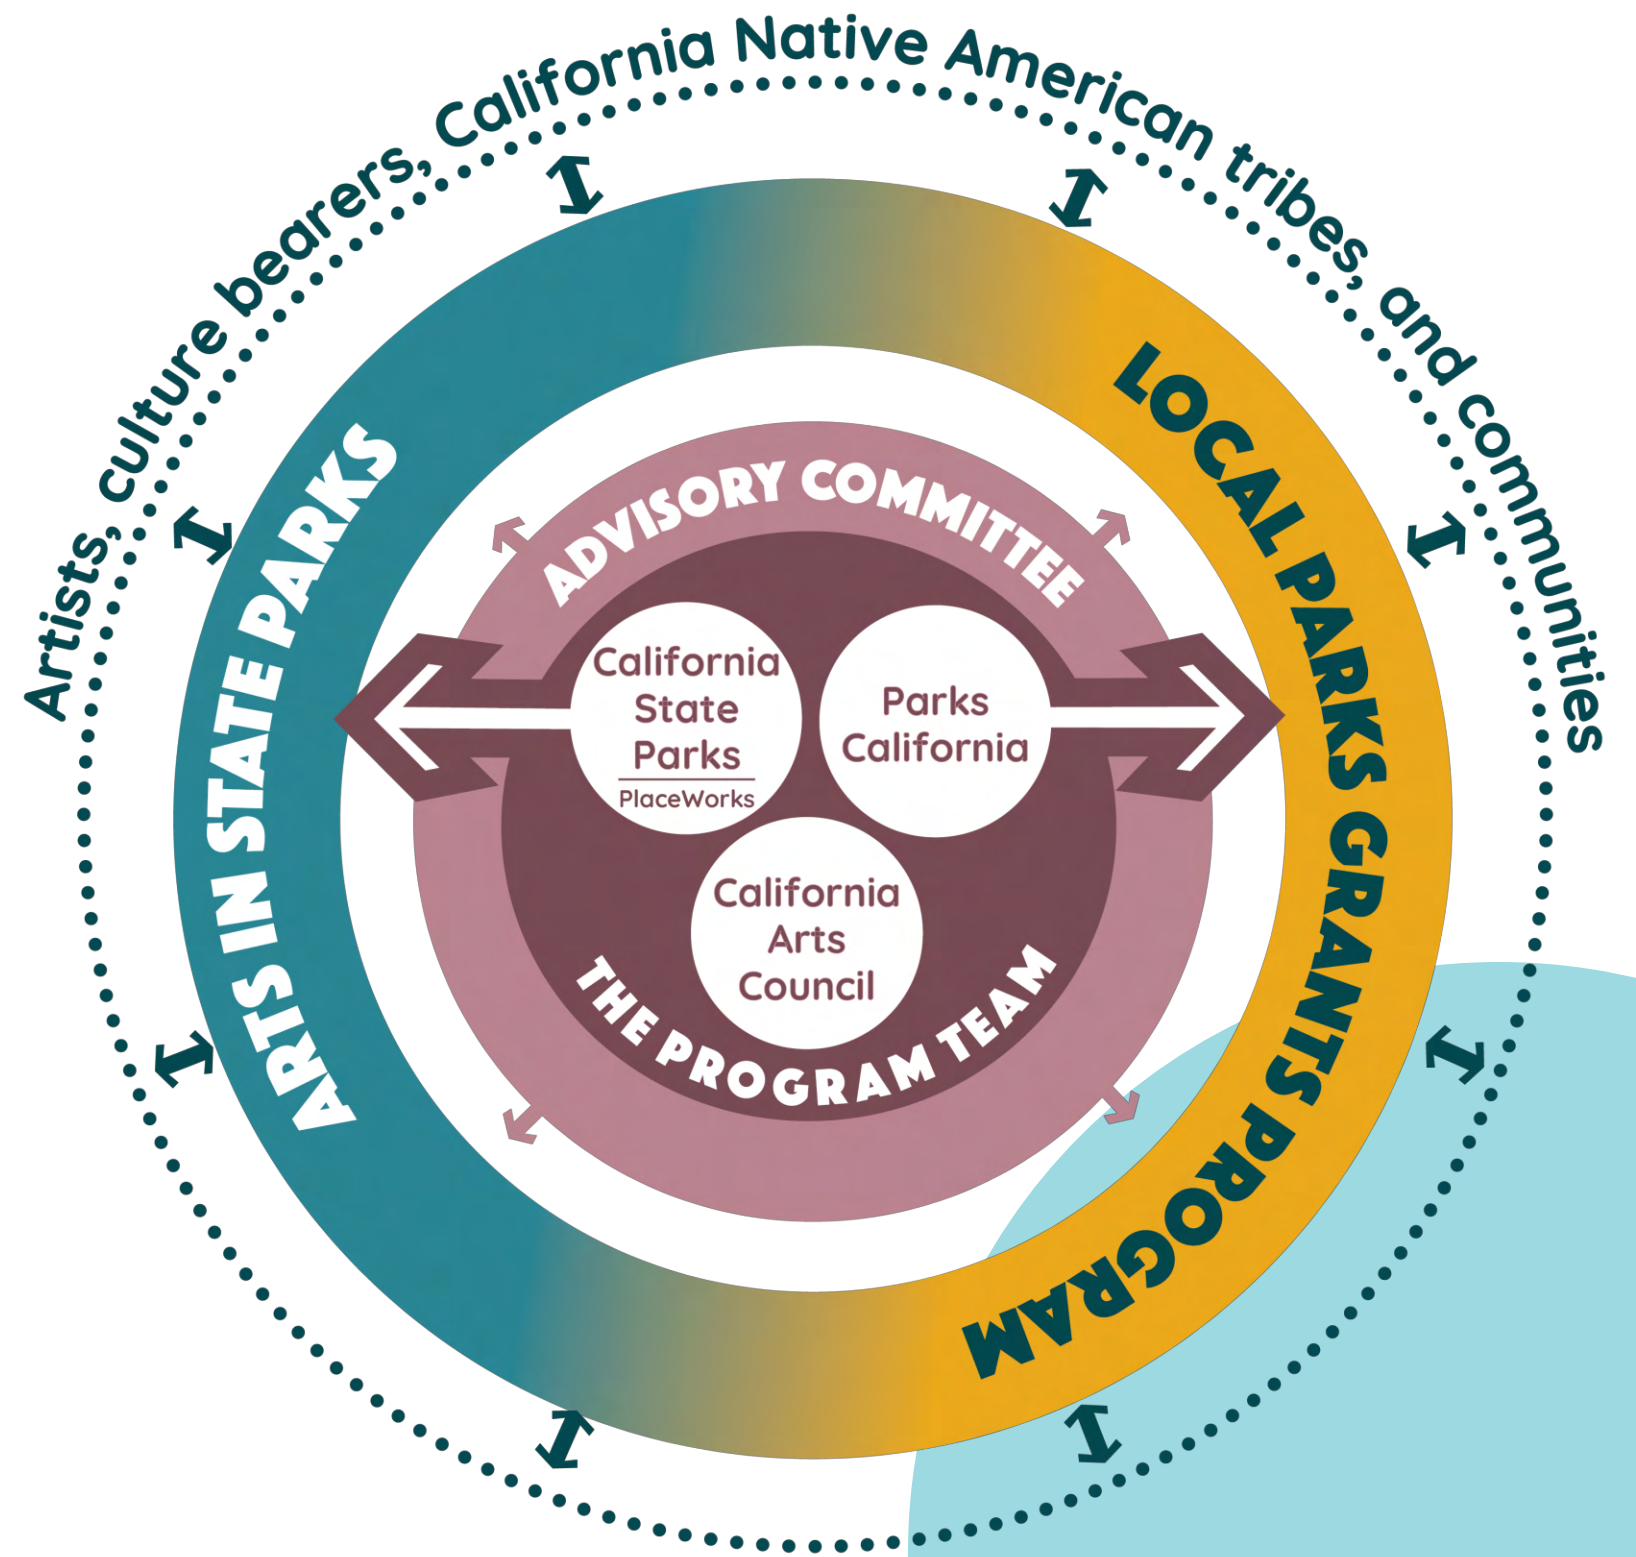 Artists, culture bearers, California Native American tribes, and communities
ARTS IN STATE PARKS
LOCAL PARKS GRANTS PROGRAM
ADVISORY COMMITTEE
California
State
Parks
PlaceWorks
Parks
California
California
Arts
Council
THE PROGRAM TEAM